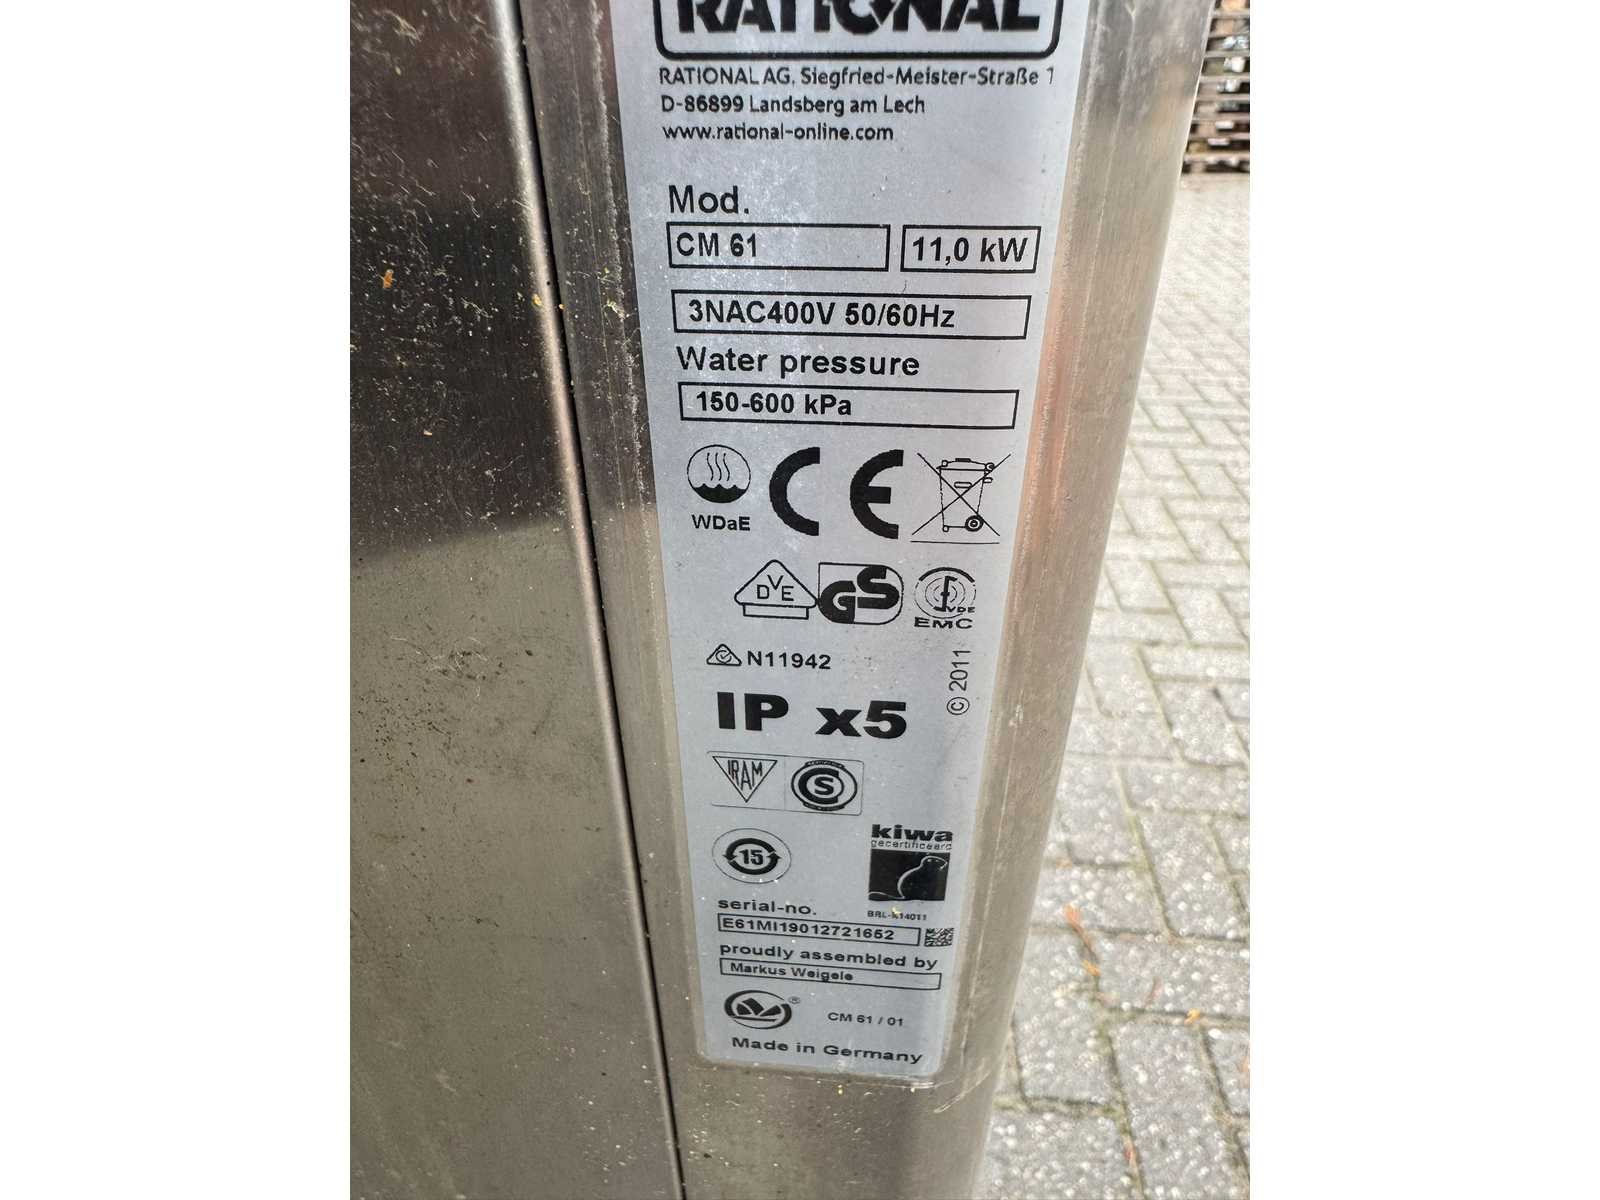 RATIONAL
RATIONAL AG, Siegfried-Meister-Straße 1
D-86899 Landsberg am Lech
www.rational-online.com
Mod.
CM 61
11,0 kW
3NAC400V 50/60Hz
Water pressure
150-600 kPa
WDaE
CE
DVE
GS
VDE
EMC
N11942
© 2011
IP x5
IRAM
S
kiwa
gecertificeerd
15
BRL-K14011
serial-no.
E61MI19012721652
proudly assembled by
Markus Weigele
®
CM 61 / 01
Made in Germany